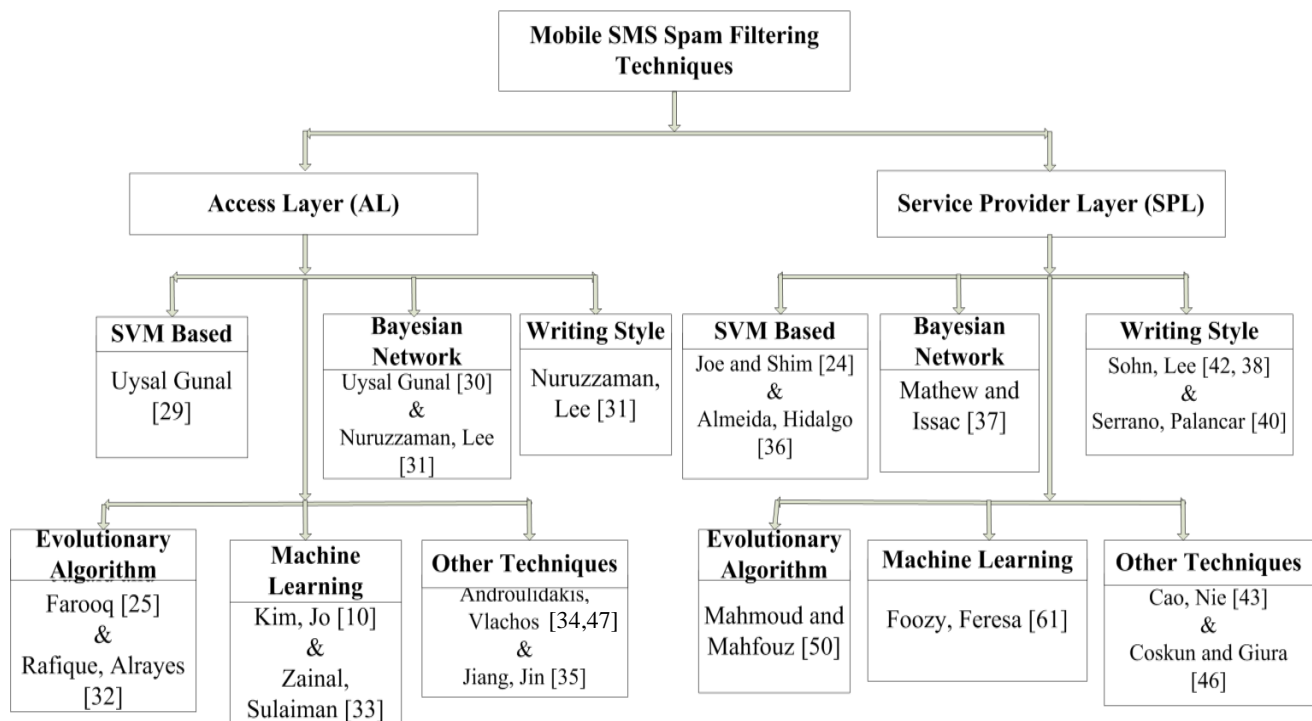 Mobile SMS Spam Filtering
Techniques
Access Layer (AL)
Service Provider Layer (SPL)
SVM Based
Uysal Gunal
[29]
Bayesian
Network
Uysal Gunal [30]
&
Nuruzzaman, Lee
[31]
Writing Style
Nuruzzaman,
Lee [31]
SVM Based
Joe and Shim [24]
&
Almeida, Hidalgo
[36]
Bayesian
Network
Mathew and
Issac [37]
Writing Style
Sohn, Lee [42, 38]
&
Serrano, Palancar [40]
Evolutionary
Algorithm
Farooq [25]
&
Rafique, Alrayes
[32]
Machine
Learning
Kim, Jo [10]
&
Zainal,
Sulaiman [33]
Other Techniques
Androulidakis,
Vlachos [34,47]
&
Jiang, Jin [35]
Evolutionary
Algorithm
Mahmoud and
Mahfouz [50]
Machine Learning
Foozy, Feresa [61]
Other Techniques
Cao, Nie [43]
&
Coskun and Giura
[46]